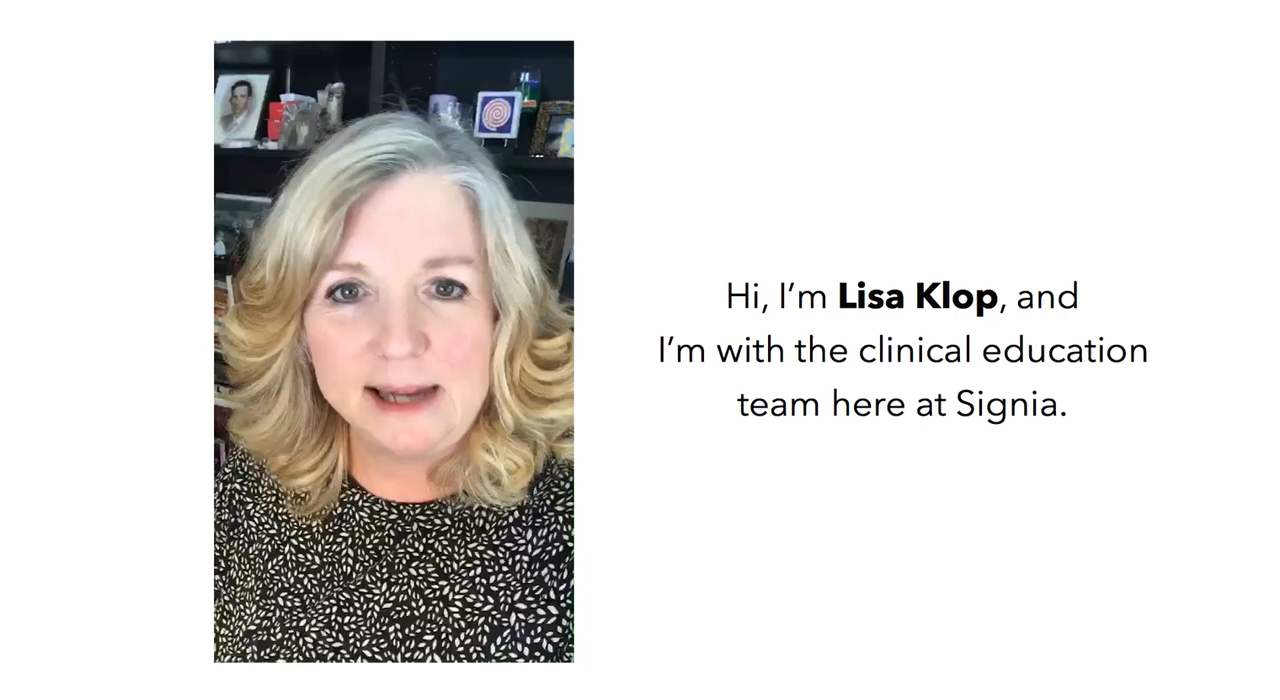 Hi, I’m Lisa Klop, and
I’m with the clinical education
team here at Signia.